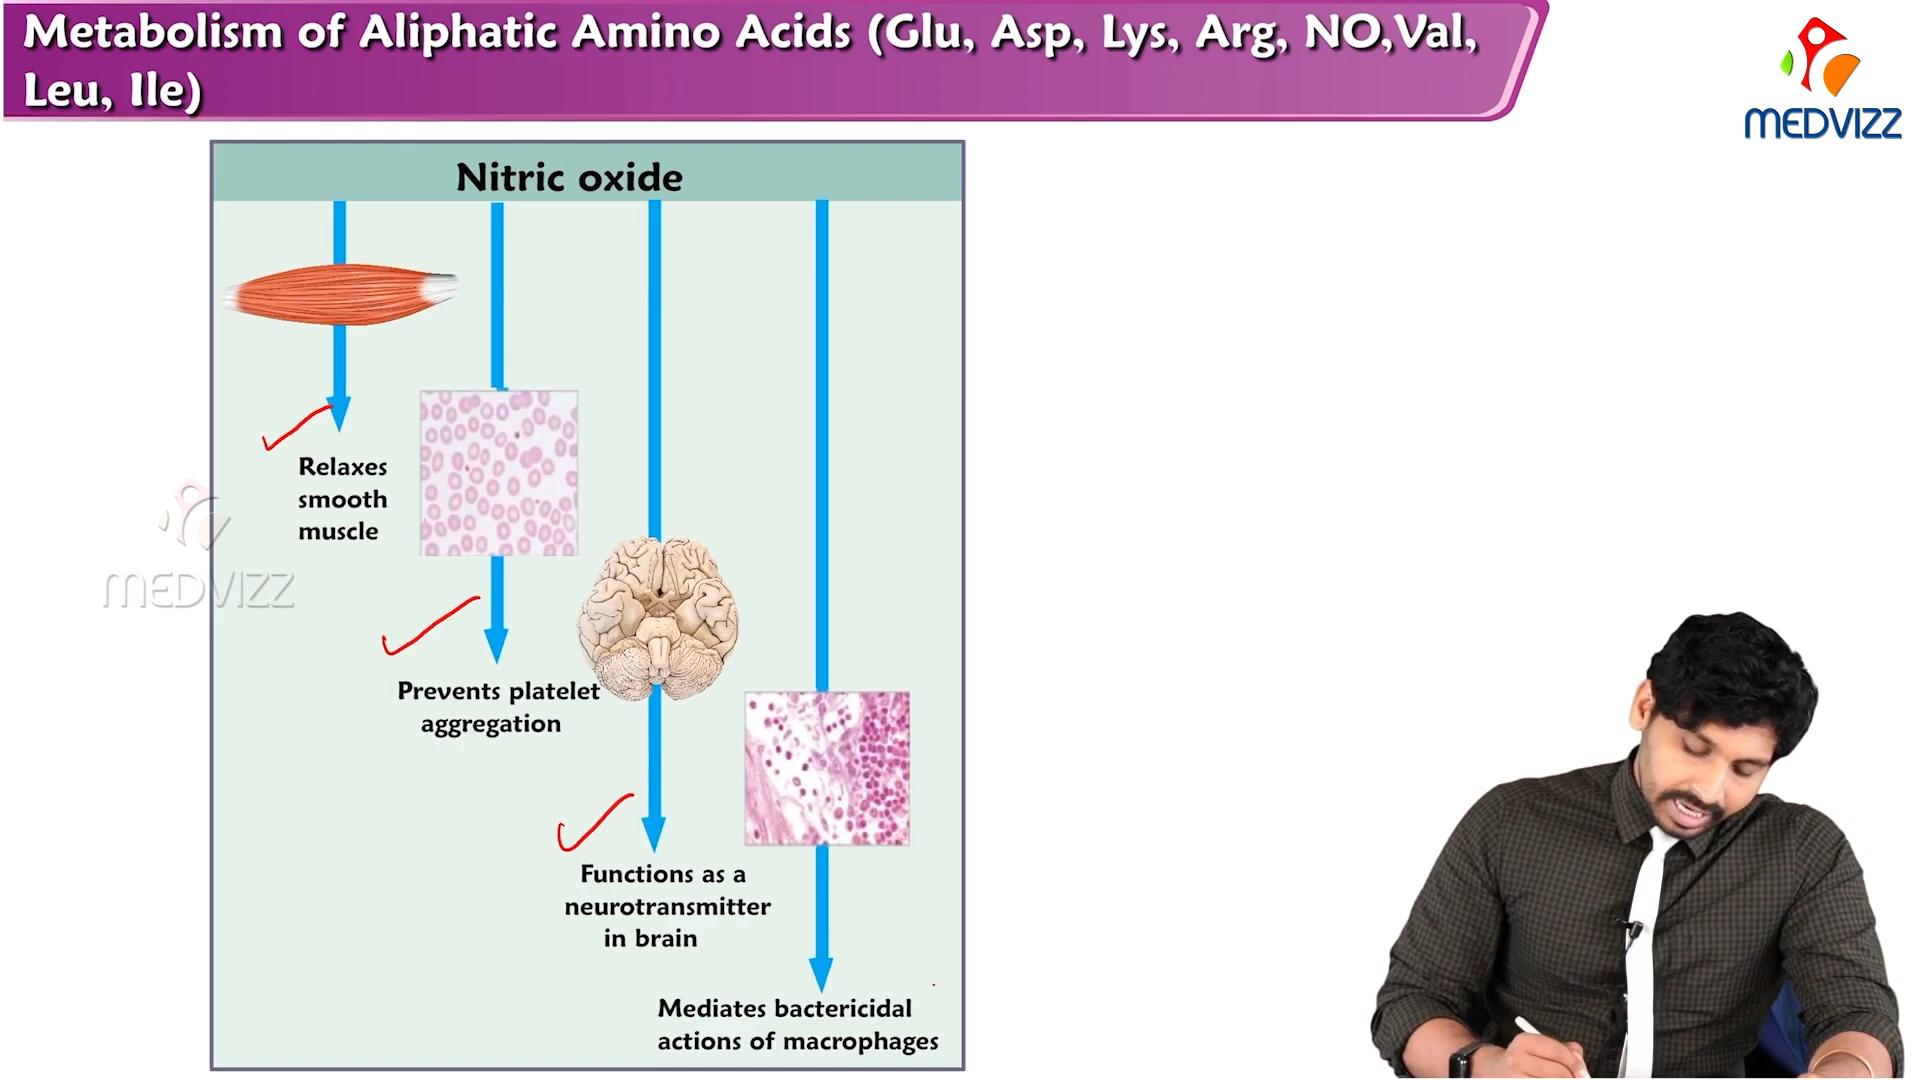 Metabolism of Aliphatic Amino Acids (Glu, Asp, Lys, Arg, NO,Val,
Leu, Ile)
MEDVIZZ
Nitric oxide
Relaxes
smooth
muscle
MEDVIZZ
Prevents platelet
aggregation
Functions as a
neurotransmitter
in brain
Mediates bactericidal
actions of macrophages